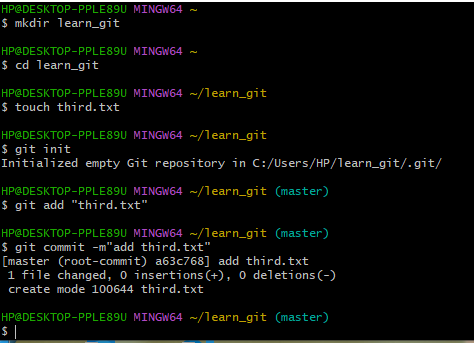 HP@DESKTOP-PPLE89U MINGW64 ~
$ mkdir learn_git
HP@DESKTOP-PPLE89U MINGW64 ~
$ cd learn_git
HP@DESKTOP-PPLE89U MINGW64 ~/learn_git
$ touch third.txt
HP@DESKTOP-PPLE89U MINGW64 ~/learn_git
$ git init
Initialized empty Git repository in C:/Users/HP/learn_git/.git/
HP@DESKTOP-PPLE89U MINGW64 ~/learn_git (master)
$ git add "third.txt"
HP@DESKTOP-PPLE89U MINGW64 ~/learn_git (master)
$ git commit -m"add third.txt"
[master (root-commit) a63c768] add third.txt
 1 file changed, 0 insertions(+), 0 deletions(-)
 create mode 100644 third.txt
HP@DESKTOP-PPLE89U MINGW64 ~/learn_git (master)
$